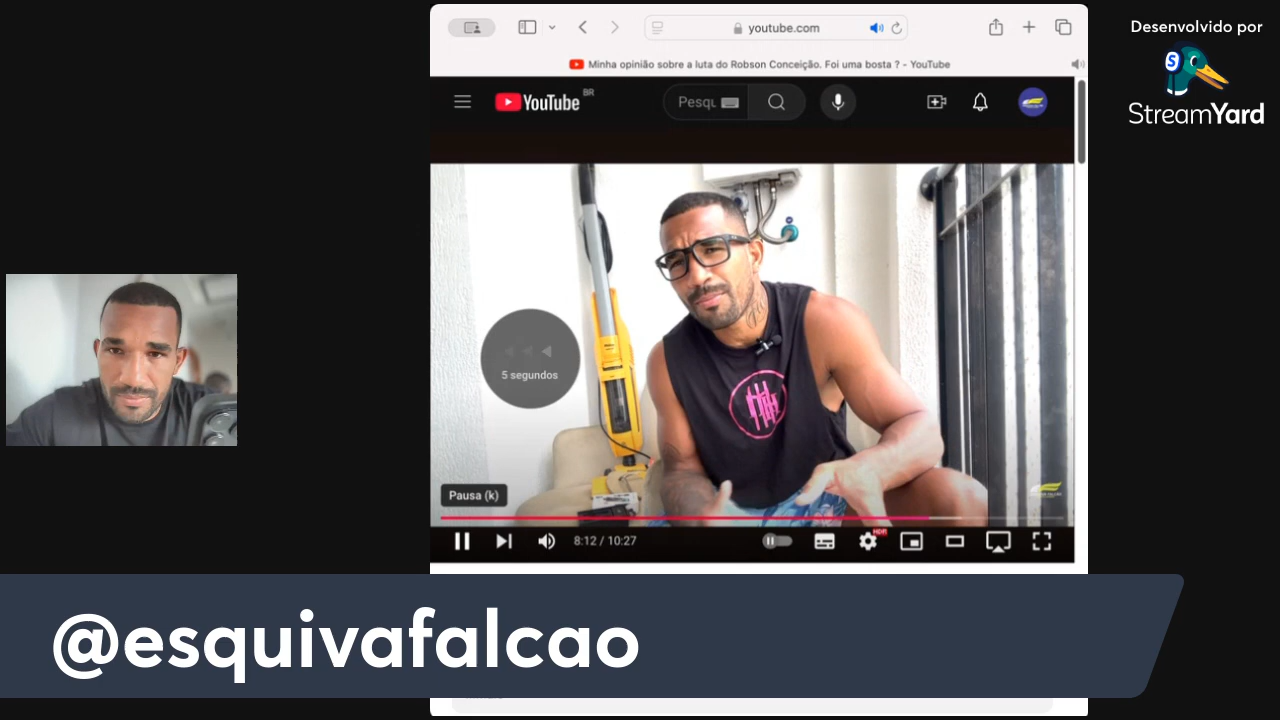 youtube.com
Minha opinião sobre a luta do Robson Conceição. Foi uma bosta ? - YouTube
Desenvolvido por
S
StreamYard
YouTube BR
Pesqu
5 segundos
Pausa (k)
HDR
8:12 / 10:27
@esquivafalcao